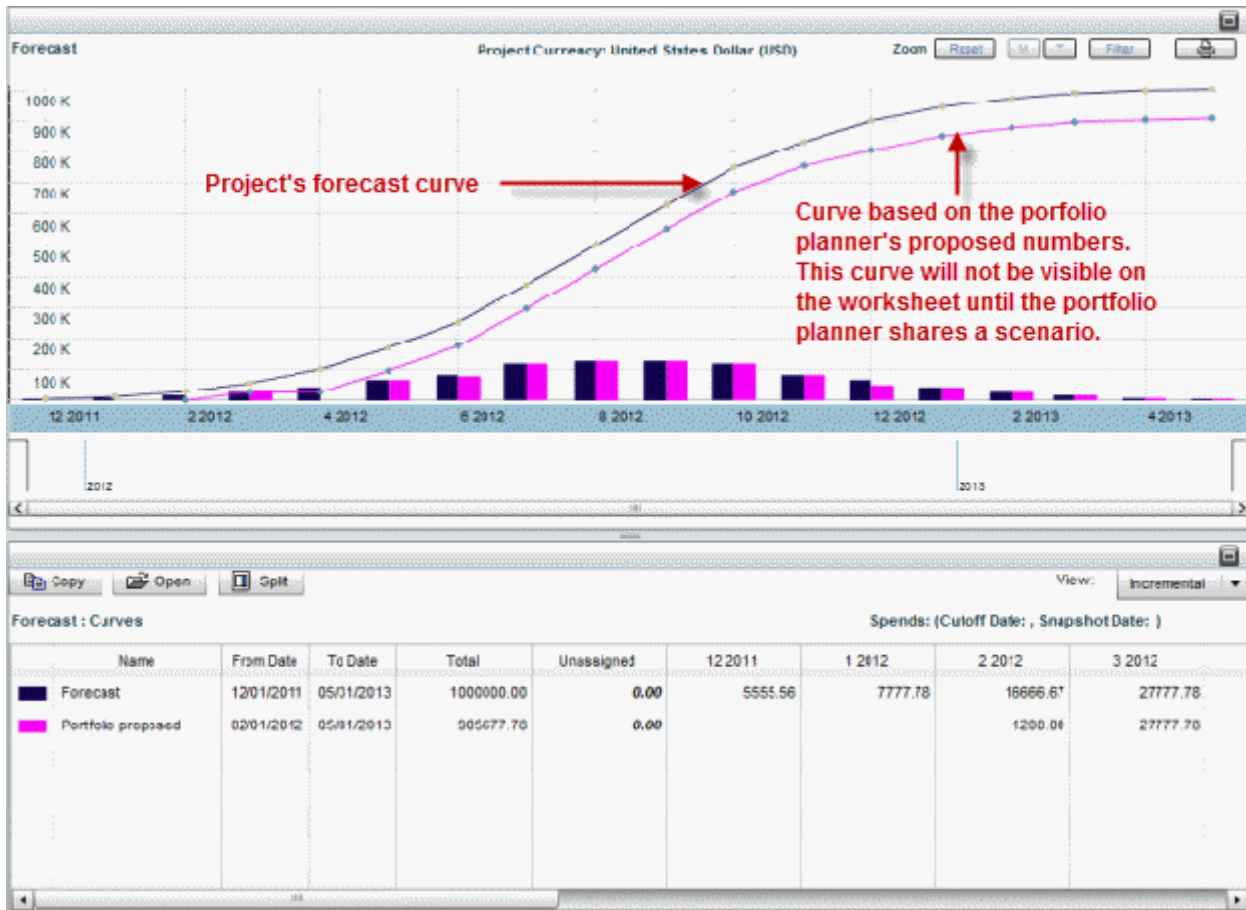 Forecast
Project Currency: United States Dollar (USD)
Zoom Reset M Y Filter
1000 K
900 K
800 K
700 K
600 K
500 K
400 K
300 K
200 K
100 K
Project's forecast curve
Curve based on the porfolio
planner's proposed numbers.
This curve will not be visible on
the worksheet until the portfolio
planner shares a scenario.
12 2011 2 2012 4 2012 6 2012 8 2012 10 2012 12 2012 2 2013 4 2013
2012 2013
Copy Open Split View: Incremental
Forecast : Curves Spends: (Cutoff Date: , Snapshot Date: )
Name From Date To Date Total Unassigned 12 2011 1 2012 2 2012 3 2012
Forecast 12/01/2011 05/31/2013 1000000.00 0.00 5555.56 7777.78 16666.67 27777.78
Portfolio proposed 02/01/2012 0.00 27777.78